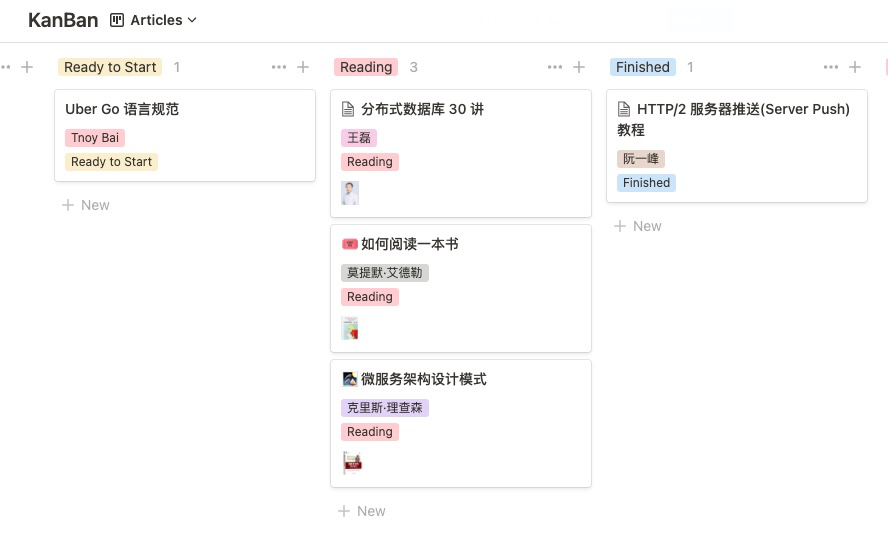 KanBan Articles
Ready to Start 1
Uber Go 语言规范
Tnoy Bai
Ready to Start
New
Reading 3
分布式数据库 30 讲
王磊
Reading
如何阅读一本书
莫提默·艾德勒
Reading
微服务架构设计模式
克里斯·理查森
Reading
New
Finished 1
HTTP/2 服务器推送(Server Push)
教程
阮一峰
Finished
New